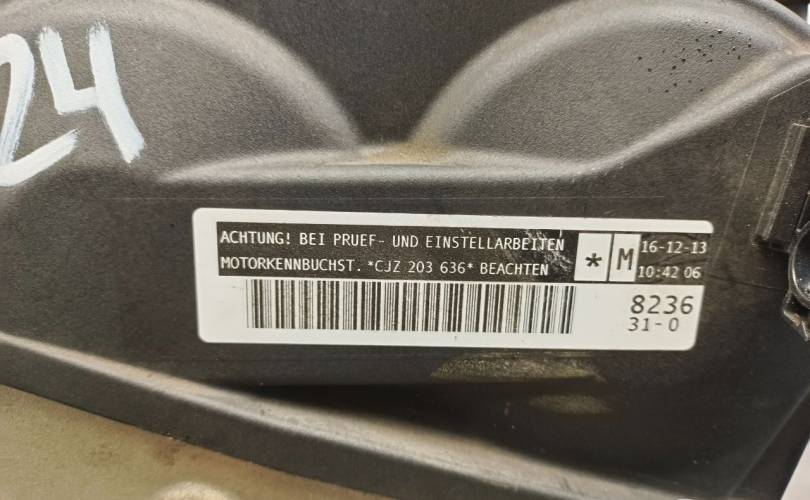 24
ACHTUNG! BEI PRUEF- UND EINSTELLARBEITEN
MOTORKENNBUCHST. *CJZ 203 636* BEACHTEN
* M
16-12-13
10:42 06
8236
31-0